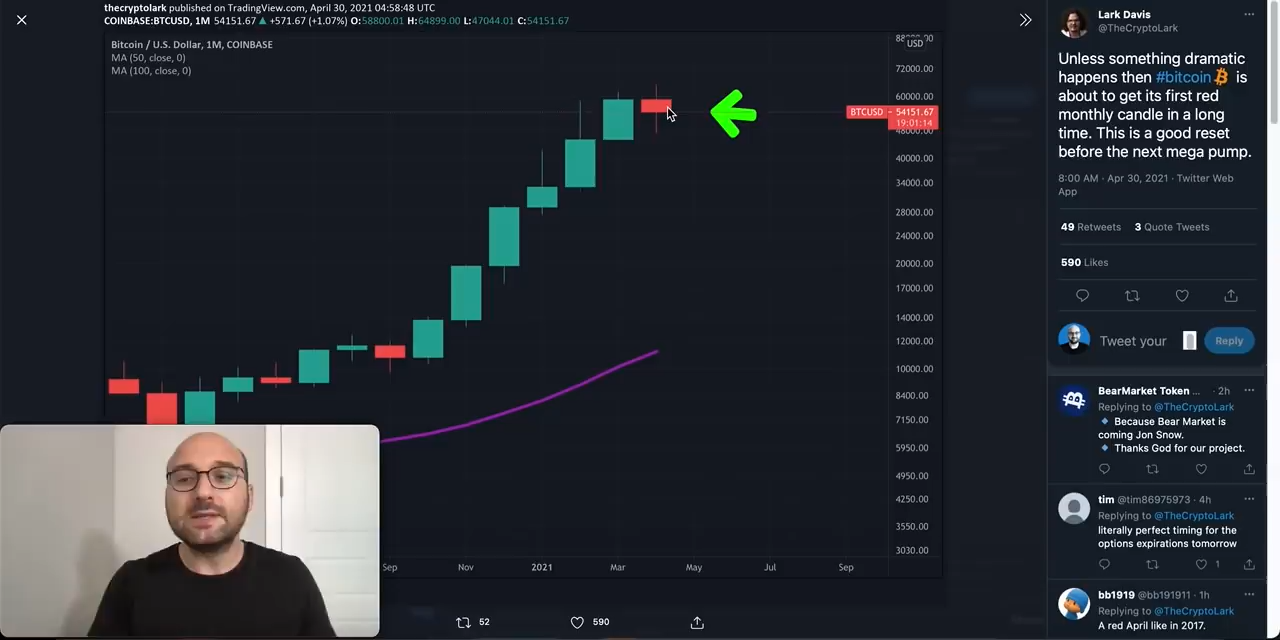 thecryptolark published on TradingView.com, April 30, 2021 04:58:48 UTC
COINBASE:BTCUSD, 1M 54151.67 ▲ +571.67 (+1.07%) O:58800.01 H:64899.00 L:47044.01 C:54151.67
Bitcoin / U.S. Dollar, 1M, COINBASE
MA (50, close, 0)
MA (100, close, 0)
USD
72000.00
60000.00
BTCUSD
54151.67
19:01:14
48000.00
40000.00
34000.00
28000.00
24000.00
20000.00
17000.00
14000.00
12000.00
10000.00
8400.00
7150.00
5950.00
4950.00
4250.00
3550.00
3030.00
Sep
Nov
2021
Mar
May
Jul
Sep
52
590
Lark Davis
@TheCryptoLark
Unless something dramatic
happens then #bitcoin is
about to get its first red
monthly candle in a long
time. This is a good reset
before the next mega pump.
8:00 AM · Apr 30, 2021 · Twitter Web
App
49 Retweets 3 Quote Tweets
590 Likes
Tweet your
Reply
BearMarket Token ... · 2h
Replying to @TheCryptoLark
🔹 Because Bear Market is
coming Jon Snow.
🔹 Thanks God for our project.
tim @tim86975973 · 4h
Replying to @TheCryptoLark
literally perfect timing for the
options expirations tomorrow
1
bb1919 @bb191911 · 1h
Replying to @TheCryptoLark
A red April like in 2017.